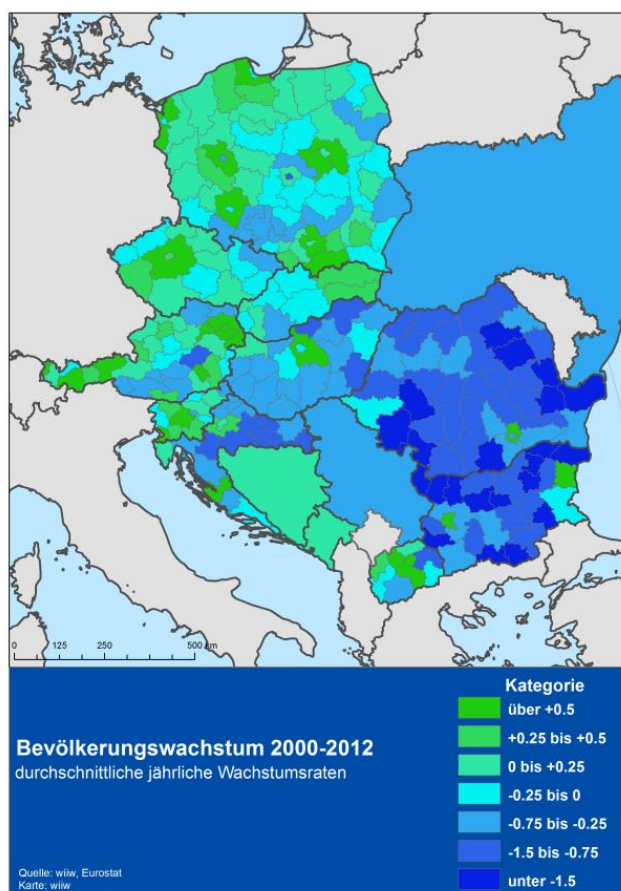 0 125 250 500 km
Kategorie
über +0.5
+0.25 bis +0.5
0 bis +0.25
-0.25 bis 0
-0.75 bis -0.25
-1.5 bis -0.75
unter -1.5
Bevölkerungswachstum 2000-2012
durchschnittliche jährliche Wachstumsraten
Quelle: wiiw, Eurostat
Karte: wiiw